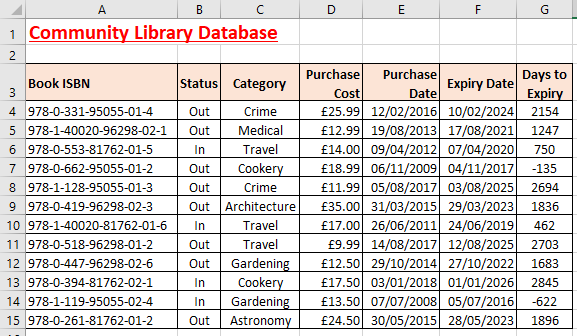 A B C D E F G
1 Community Library Database
2
3 Book ISBN Status Category Purchase Cost Purchase Date Expiry Date Days to Expiry
4 978-0-331-95055-01-4 Out Crime £25.99 12/02/2016 10/02/2024 2154
5 978-1-40020-96298-02-1 Out Medical £12.99 19/08/2013 17/08/2021 1247
6 978-0-553-81762-01-5 In Travel £14.00 09/04/2012 07/04/2020 750
7 978-0-662-95055-01-2 Out Cookery £18.99 06/11/2009 04/11/2017 -135
8 978-1-128-95055-01-3 Out Crime £11.99 05/08/2017 03/08/2025 2694
9 978-0-419-96298-02-3 Out Architecture £35.00 31/03/2015 29/03/2023 1836
10 978-1-40020-81762-01-6 In Travel £17.00 26/06/2011 24/06/2019 462
11 978-0-518-96298-01-2 Out Travel £9.99 14/08/2017 12/08/2025 2703
12 978-0-447-96298-02-6 Out Gardening £12.50 29/10/2014 27/10/2022 1683
13 978-0-394-81762-02-1 In Cookery £17.50 03/01/2018 01/01/2026 2845
14 978-1-119-95055-02-4 In Gardening £13.50 07/07/2008 05/07/2016 -622
15 978-0-261-81762-01-2 Out Astronomy £24.50 30/05/2015 28/05/2023 1896